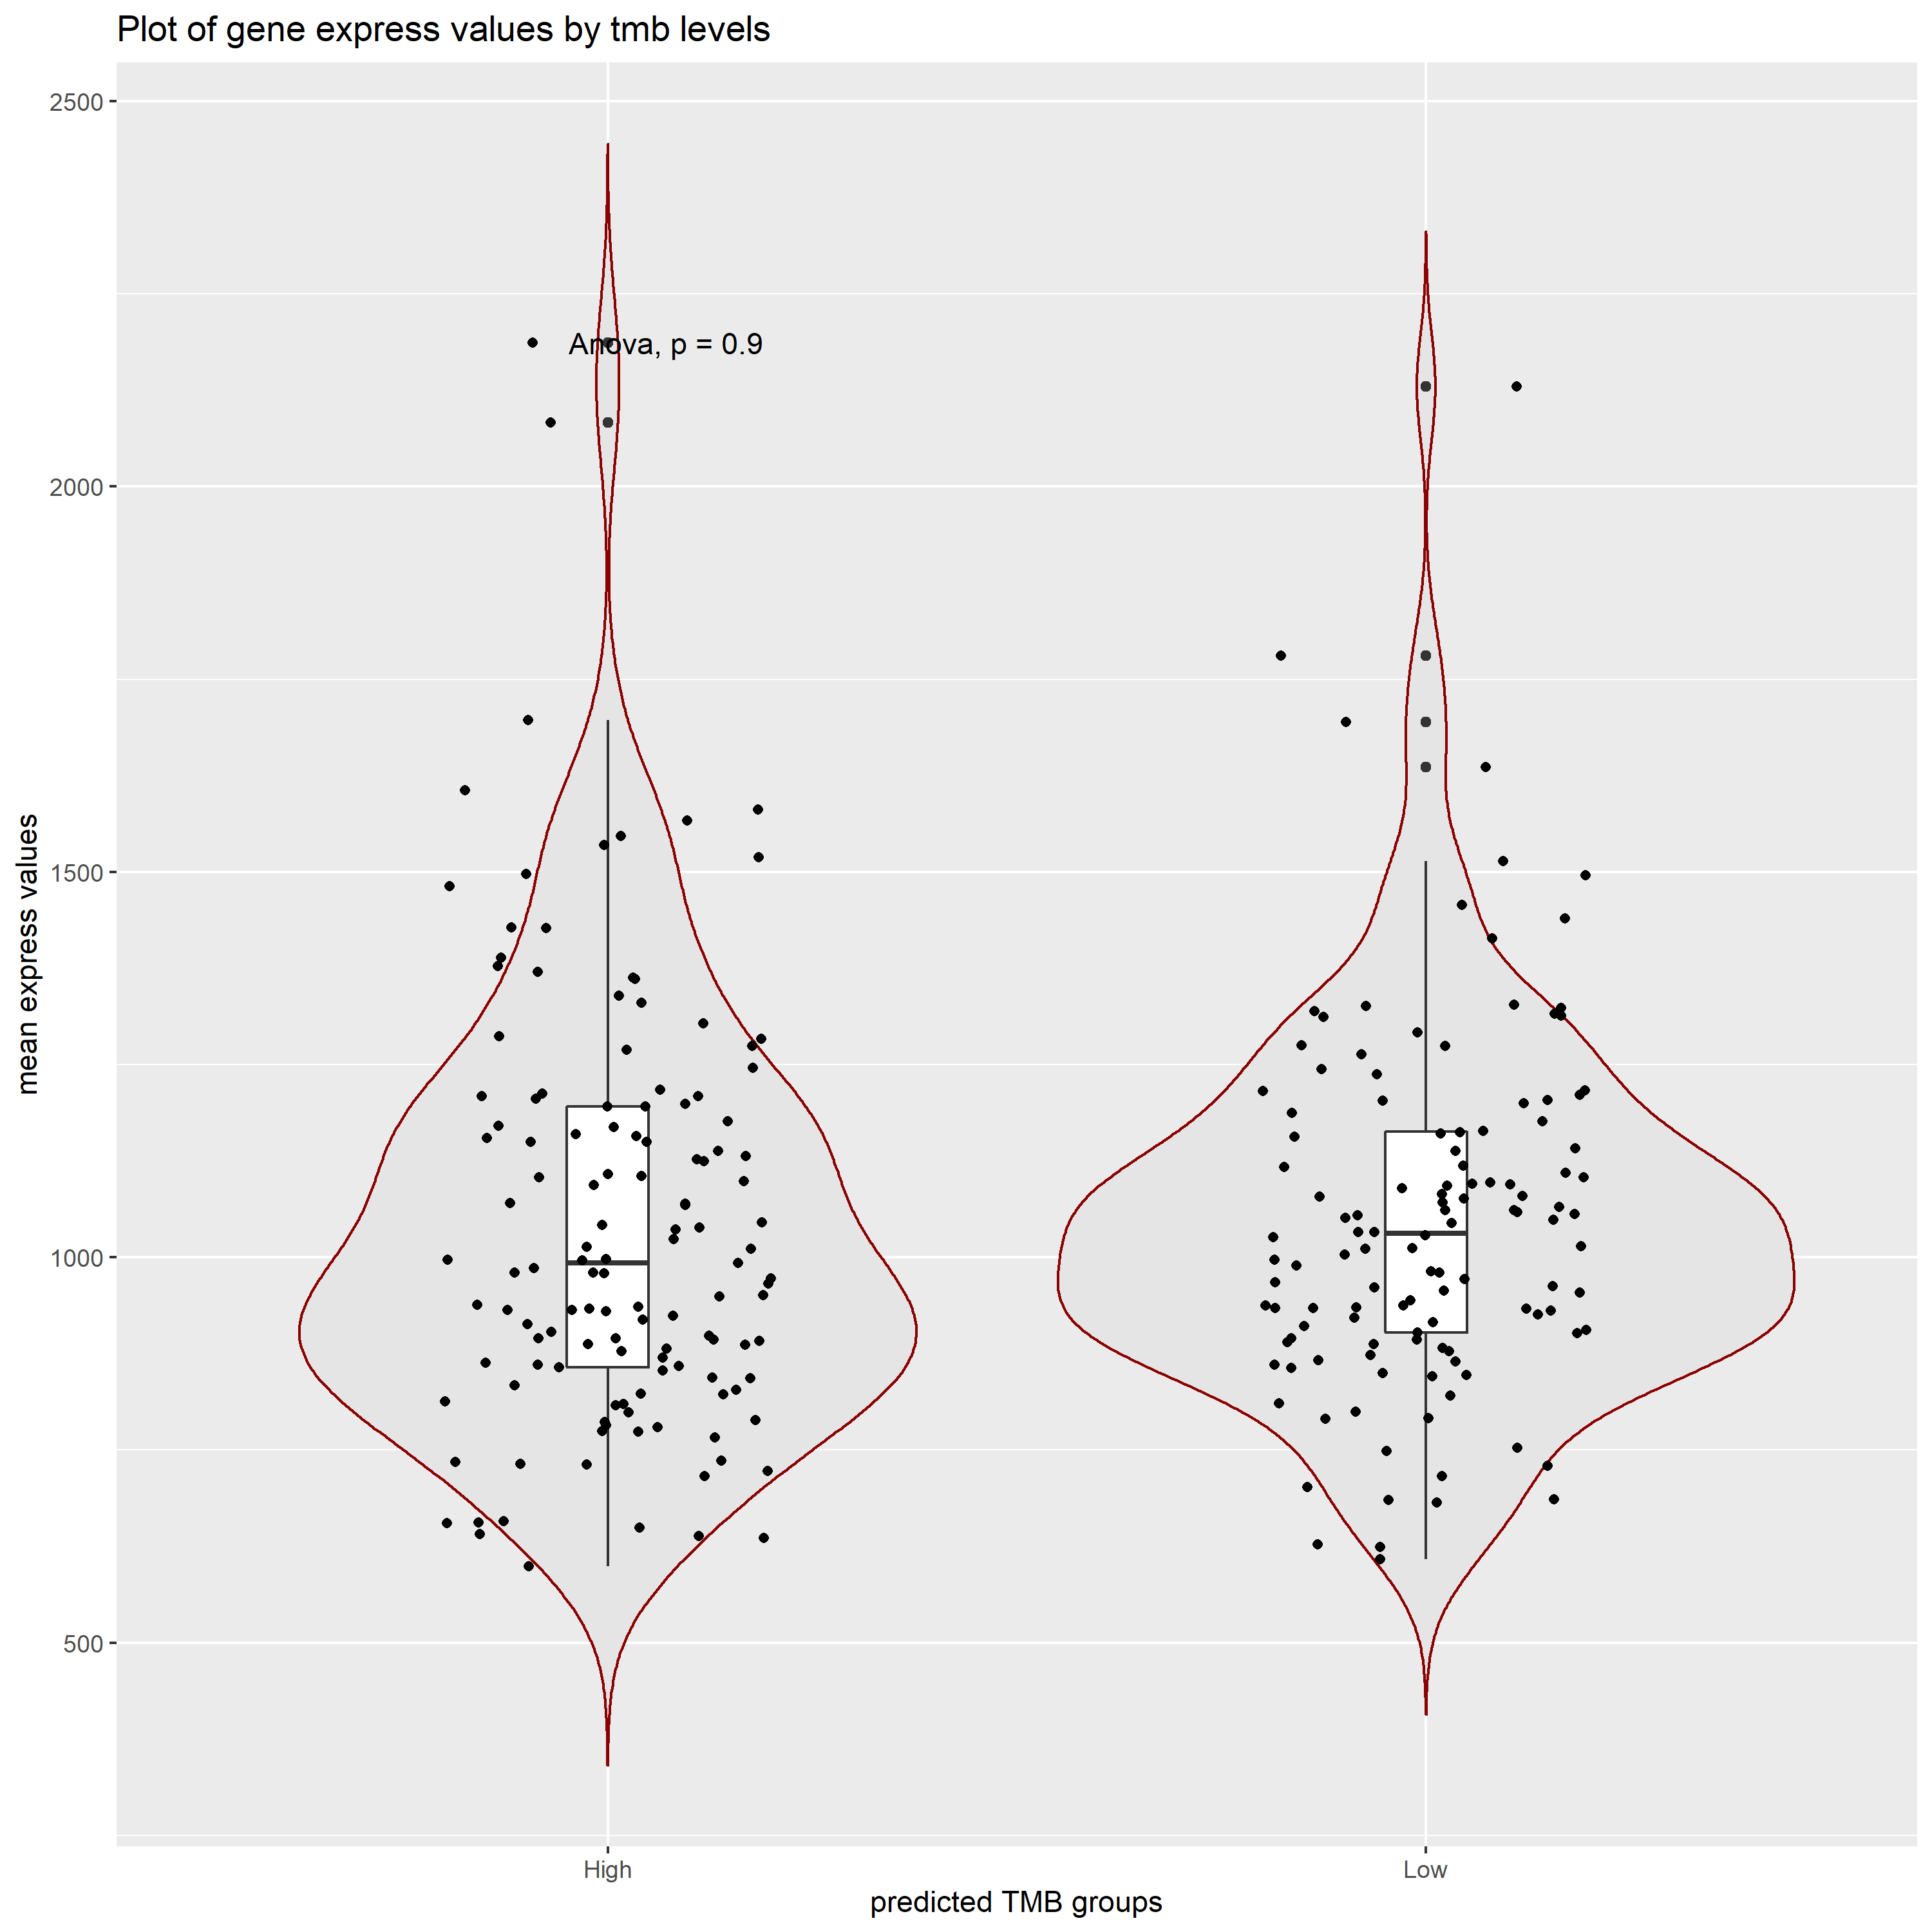 Plot of gene express values by tmb levels
2500
2000
1500
1000
500
mean express values
Anova, p = 0.9
High
Low
predicted TMB groups